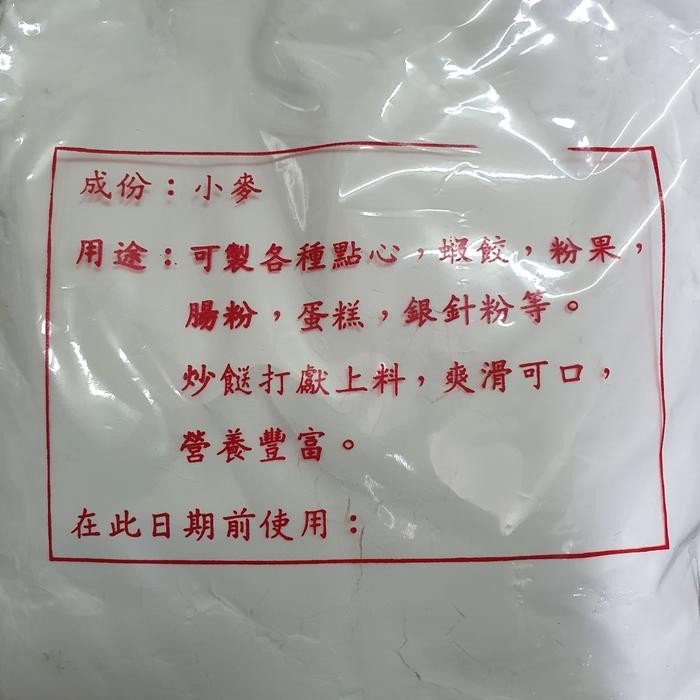 成份：小麥
用途：可製各種點心，蝦餃，粉果，
腸粉，蛋糕，銀針粉等。
炒餸打獻上料，爽滑可口，
營養豐富。
在此日期前使用：